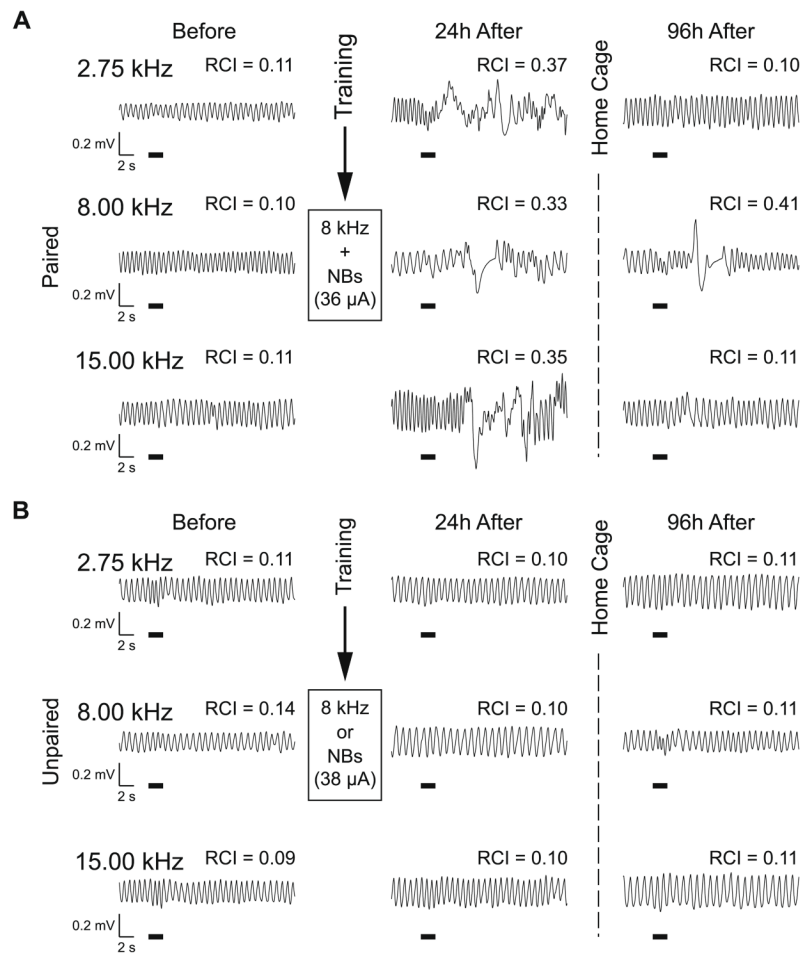 A
Before
Training
24h After
Home Cage
96h After
Paired
2.75 kHz
RCI = 0.11
RCI = 0.37
RCI = 0.10
0.2 mV
2 s
8.00 kHz
RCI = 0.10
8 kHz
+
NBs
(36 µA)
RCI = 0.33
RCI = 0.41
0.2 mV
2 s
15.00 kHz
RCI = 0.11
RCI = 0.35
RCI = 0.11
0.2 mV
2 s
B
Before
Training
24h After
Home Cage
96h After
Unpaired
2.75 kHz
RCI = 0.11
RCI = 0.10
RCI = 0.11
0.2 mV
2 s
8.00 kHz
RCI = 0.14
8 kHz
or
NBs
(38 µA)
RCI = 0.10
RCI = 0.11
0.2 mV
2 s
15.00 kHz
RCI = 0.09
RCI = 0.10
RCI = 0.11
0.2 mV
2 s